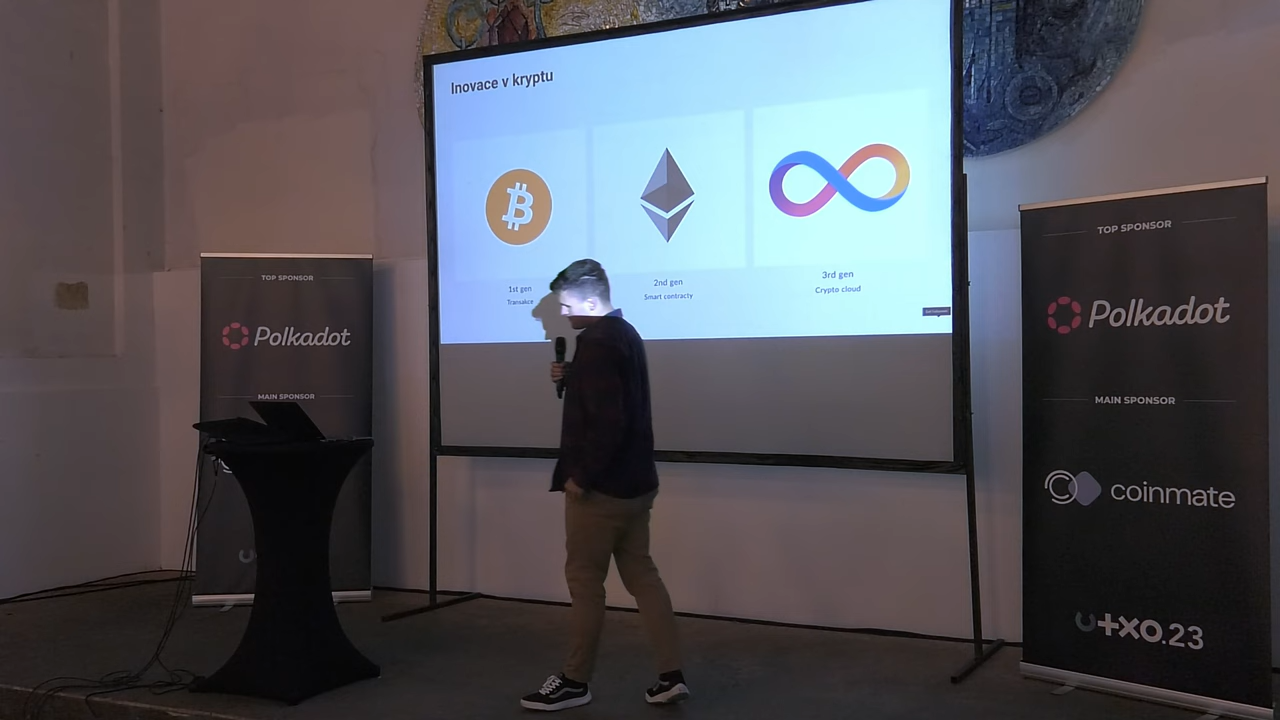 Inovace v kryptu
1st gen
Transakce
2nd gen
Smart contracty
3rd gen
Crypto cloud
TOP SPONSOR
Polkadot
MAIN SPONSOR
TOP SPONSOR
Polkadot
MAIN SPONSOR
coinmate
utxo.23